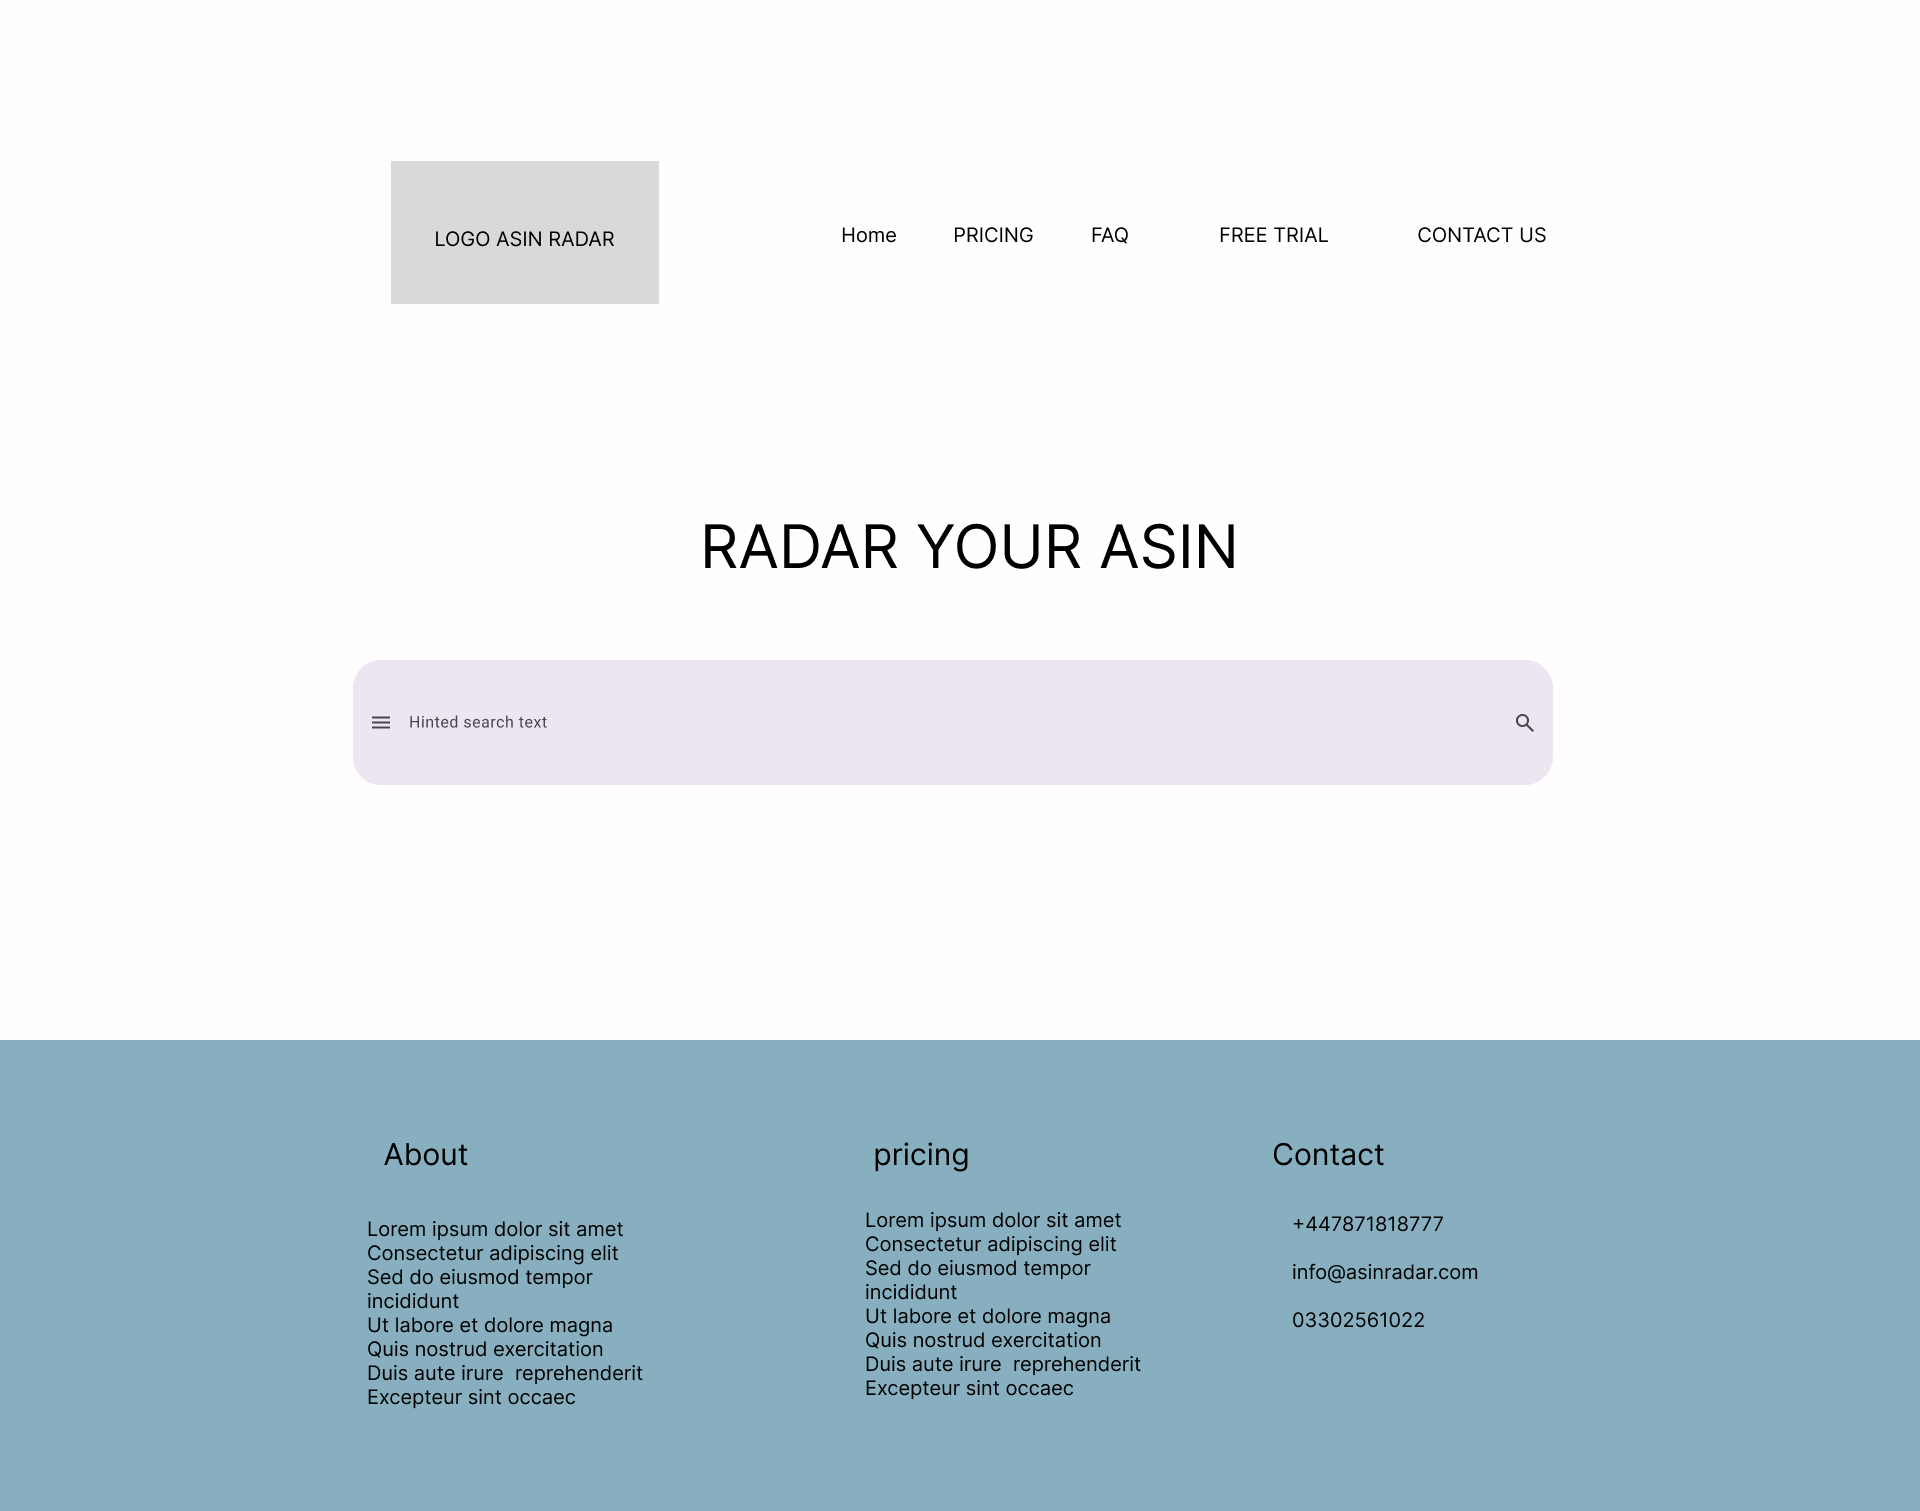 LOGO ASIN RADAR
Home
PRICING
FAQ
FREE TRIAL
CONTACT US
RADAR YOUR ASIN
Hinted search text
About
Lorem ipsum dolor sit amet
Consectetur adipiscing elit
Sed do eiusmod tempor
incididunt
Ut labore et dolore magna
Quis nostrud exercitation
Duis aute irure  reprehenderit
Excepteur sint occaec
pricing
Lorem ipsum dolor sit amet
Consectetur adipiscing elit
Sed do eiusmod tempor
incididunt
Ut labore et dolore magna
Quis nostrud exercitation
Duis aute irure  reprehenderit
Excepteur sint occaec
Contact
+447871818777
info@asinradar.com
03302561022